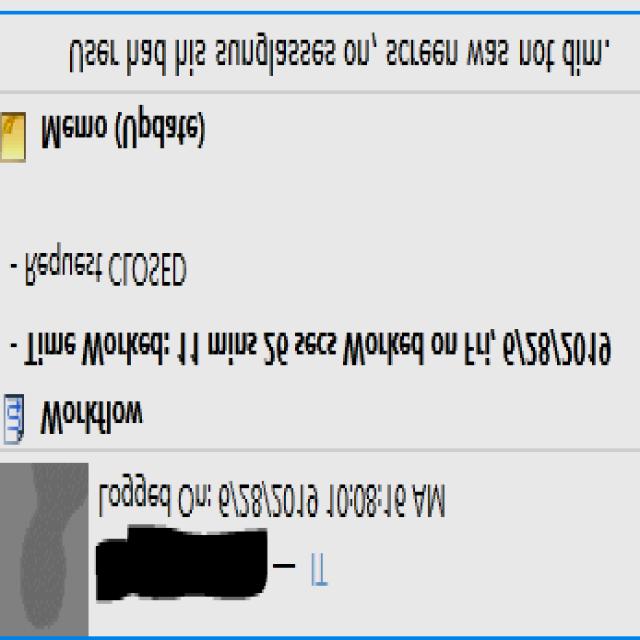 — IT
Logged On: 6/28/2019 10:08:16 AM
Workflow
- Time Worked: 11 mins 26 secs Worked on Fri, 6/28/2019
- Request CLOSED
Memo (Update)
User had his sunglasses on, screen was not dim.